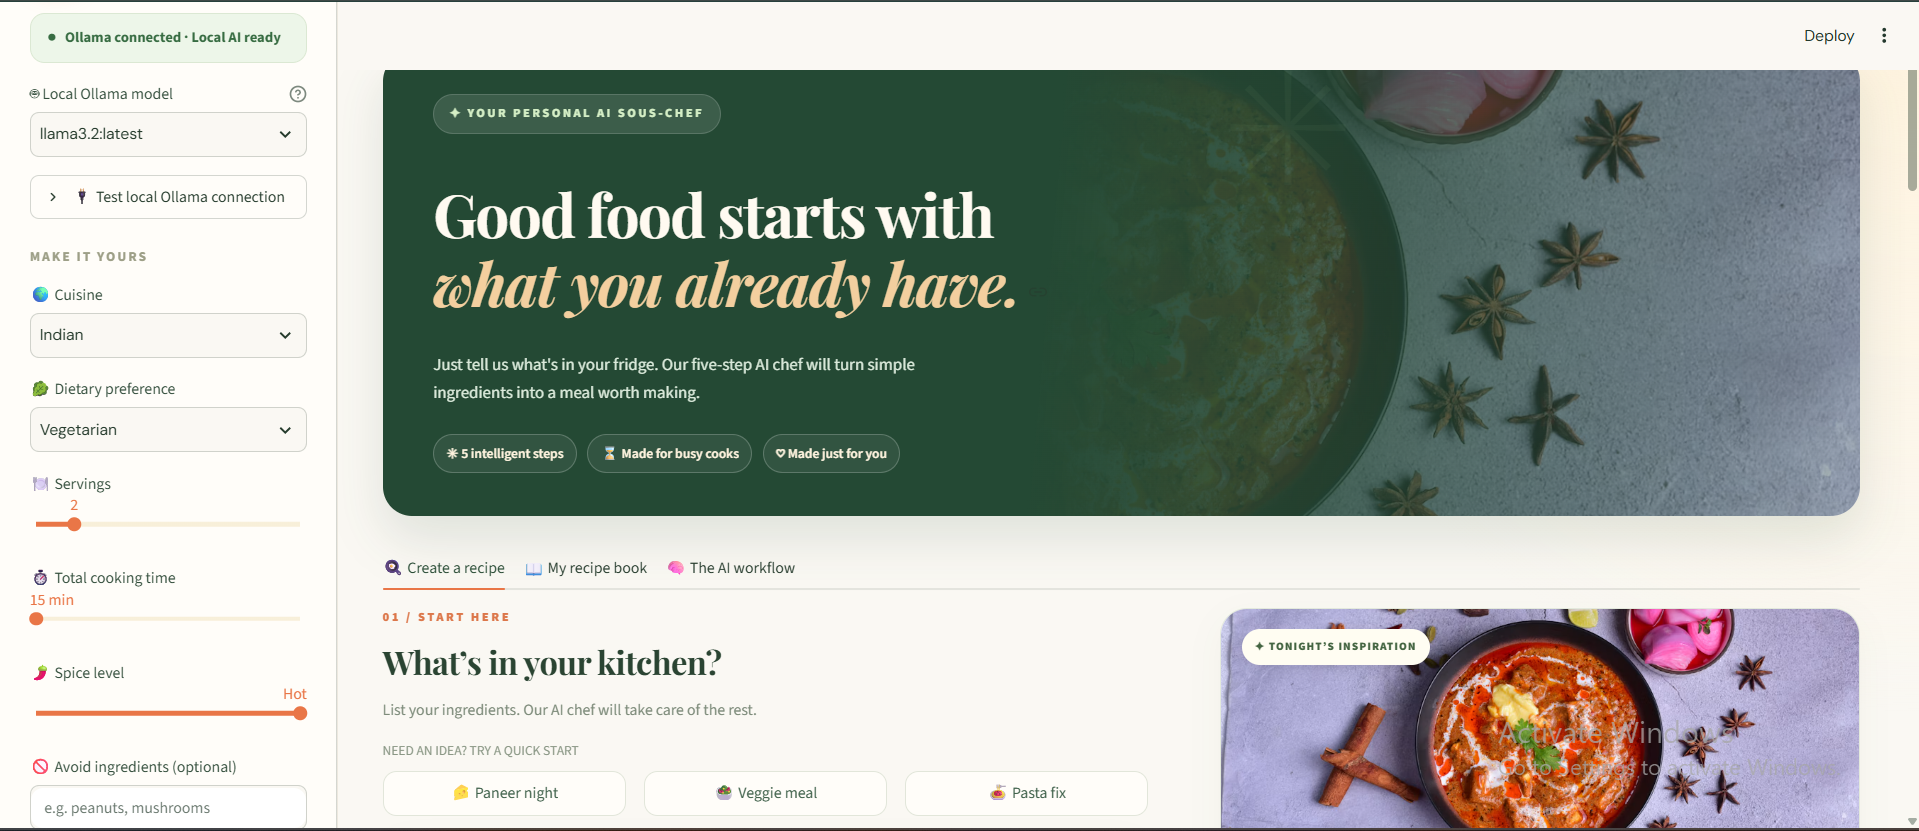 Ollama connected · Local AI ready
Local Ollama model
llama3.2:latest
Test local Ollama connection
MAKE IT YOURS
Cuisine
Indian
Dietary preference
Vegetarian
Servings
2
Total cooking time
15 min
Spice level
Hot
Avoid ingredients (optional)
e.g. peanuts, mushrooms
Deploy
✦ YOUR PERSONAL AI SOUS-CHEF
Good food starts with
what you already have.
Just tell us what's in your fridge. Our five-step AI chef will turn simple
ingredients into a meal worth making.
5 intelligent steps
Made for busy cooks
Made just for you
Create a recipe
My recipe book
The AI workflow
01 / START HERE
What’s in your kitchen?
List your ingredients. Our AI chef will take care of the rest.
NEED AN IDEA? TRY A QUICK START
Paneer night
Veggie meal
Pasta fix
✦ TONIGHT’S INSPIRATION
Activate Windows
Go to Settings to activate Windows.